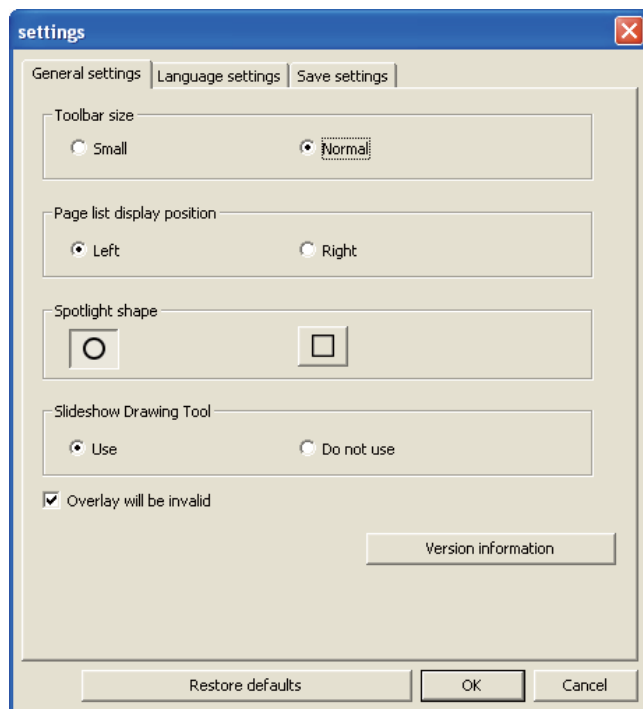 settings
General settings Language settings Save settings
Toolbar size
Small Normal
Page list display position
Left Right
Spotlight shape
Slideshow Drawing Tool
Use Do not use
Overlay will be invalid
Version information
Restore defaults OK Cancel